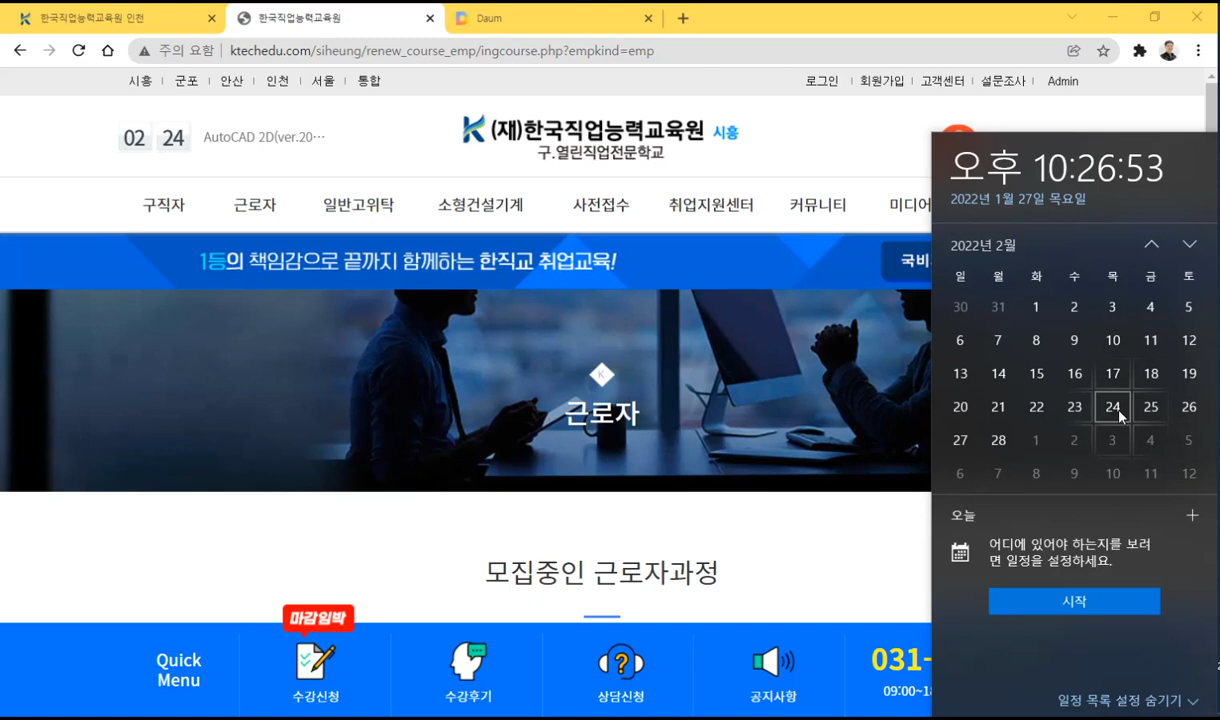 한국직업능력교육원 인천
한국직업능력교육원
Daum
주의 요함
ktechedu.com/siheung/renew_course_emp/ingcourse.php?empkind=emp
시흥 군포 안산 인천 서울 통합
로그인 회원가입 고객센터 설문조사 Admin
02 24 AutoCAD 2D(ver.20…
(재)한국직업능력교육원 시흥
구.열린직업전문학교
구직자 근로자 일반고위탁 소형건설기계 사전접수 취업지원센터 커뮤니티 미디어
1등의 책임감으로 끝까지 함께하는 한직교 취업교육!
국비
K
근로자
모집중인 근로자과정
마감임박
Quick
Menu
수강신청
수강후기
상담신청
공지사항
031-
09:00~1
오후 10:26:53
2022년 1월 27일 목요일
2022년 2월
일 월 화 수 목 금 토
30 31 1 2 3 4 5
6 7 8 9 10 11 12
13 14 15 16 17 18 19
20 21 22 23 24 25 26
27 28 1 2 3 4 5
6 7 8 9 10 11 12
오늘
어디에 있어야 하는지를 보려
면 일정을 설정하세요.
시작
일정 목록 설정 숨기기